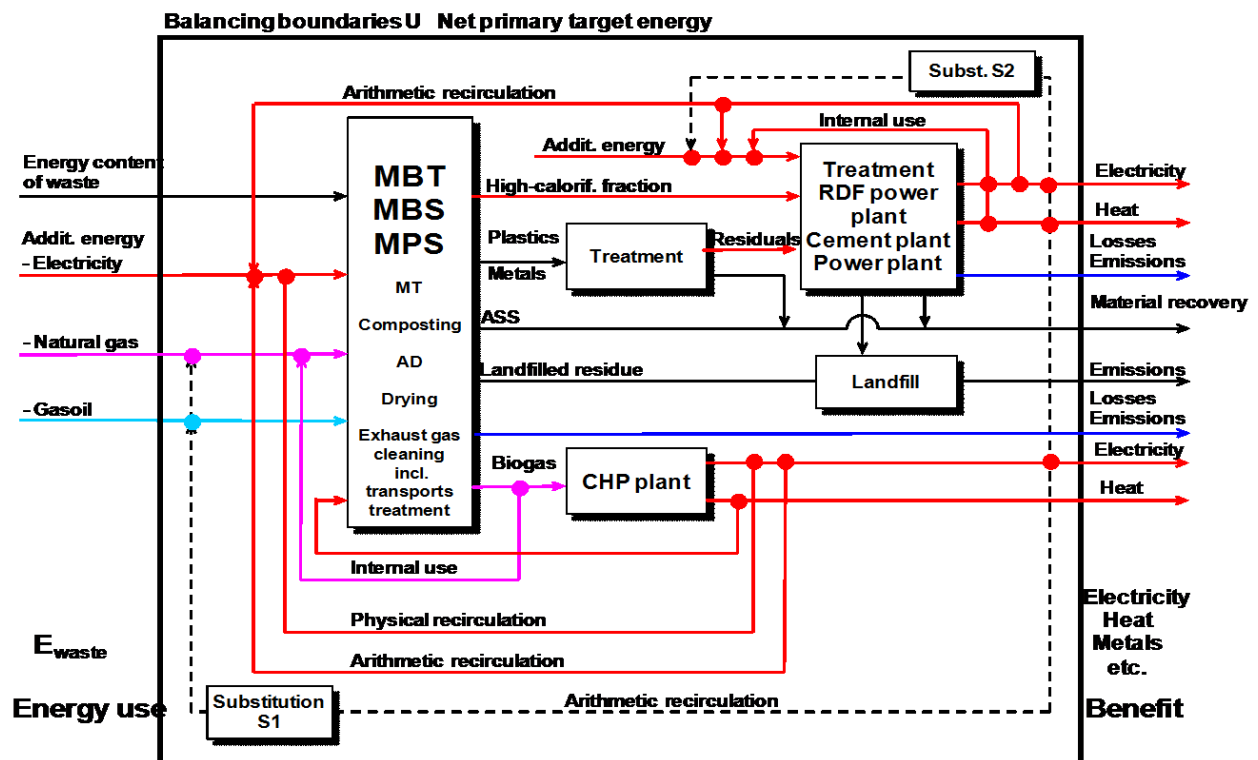 Balancing boundaries U   Net primary target energy
Subst. S2
Arithmetic recirculation
Internal use
Addit. energy
Energy content
of waste
MBT
MBS
MPS
High-calorif. fraction
Treatment
RDF power
plant
Cement plant
Power plant
Electricity
Heat
Addit. energy
- Electricity
Plastics
Metals
Treatment
Residuals
Losses
Emissions
MT
Material recovery
Composting
ASS
- Natural gas
AD
Landfilled residue
Landfill
Emissions
Drying
- Gasoil
Losses
Emissions
Exhaust gas
cleaning
incl.
transports
treatment
Biogas
CHP plant
Electricity
Heat
Internal use
Physical recirculation
Arithmetic recirculation
Electricity
Heat
Metals
etc.
Ewaste
Energy use
Substitution
S1
Arithmetic recirculation
Benefit